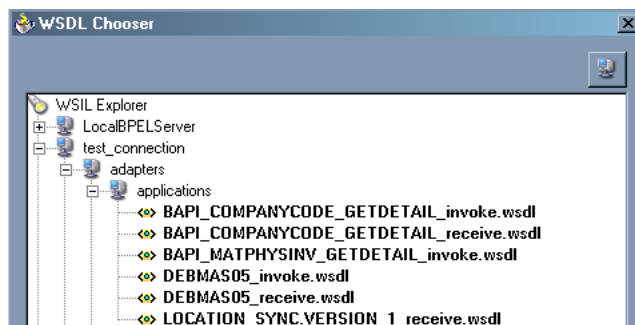 WSDL Chooser
WSIL Explorer
LocalBPELServer
test_connection
adapters
applications
BAPI_COMPANYCODE_GETDETAIL_invoke.wsdl
BAPI_COMPANYCODE_GETDETAIL_receive.wsdl
BAPI_MATPHYSINV_GETDETAIL_invoke.wsdl
DEBMAS05_invoke.wsdl
DEBMAS05_receive.wsdl
LOCATION_SYNC.VERSION_1_receive.wsdl